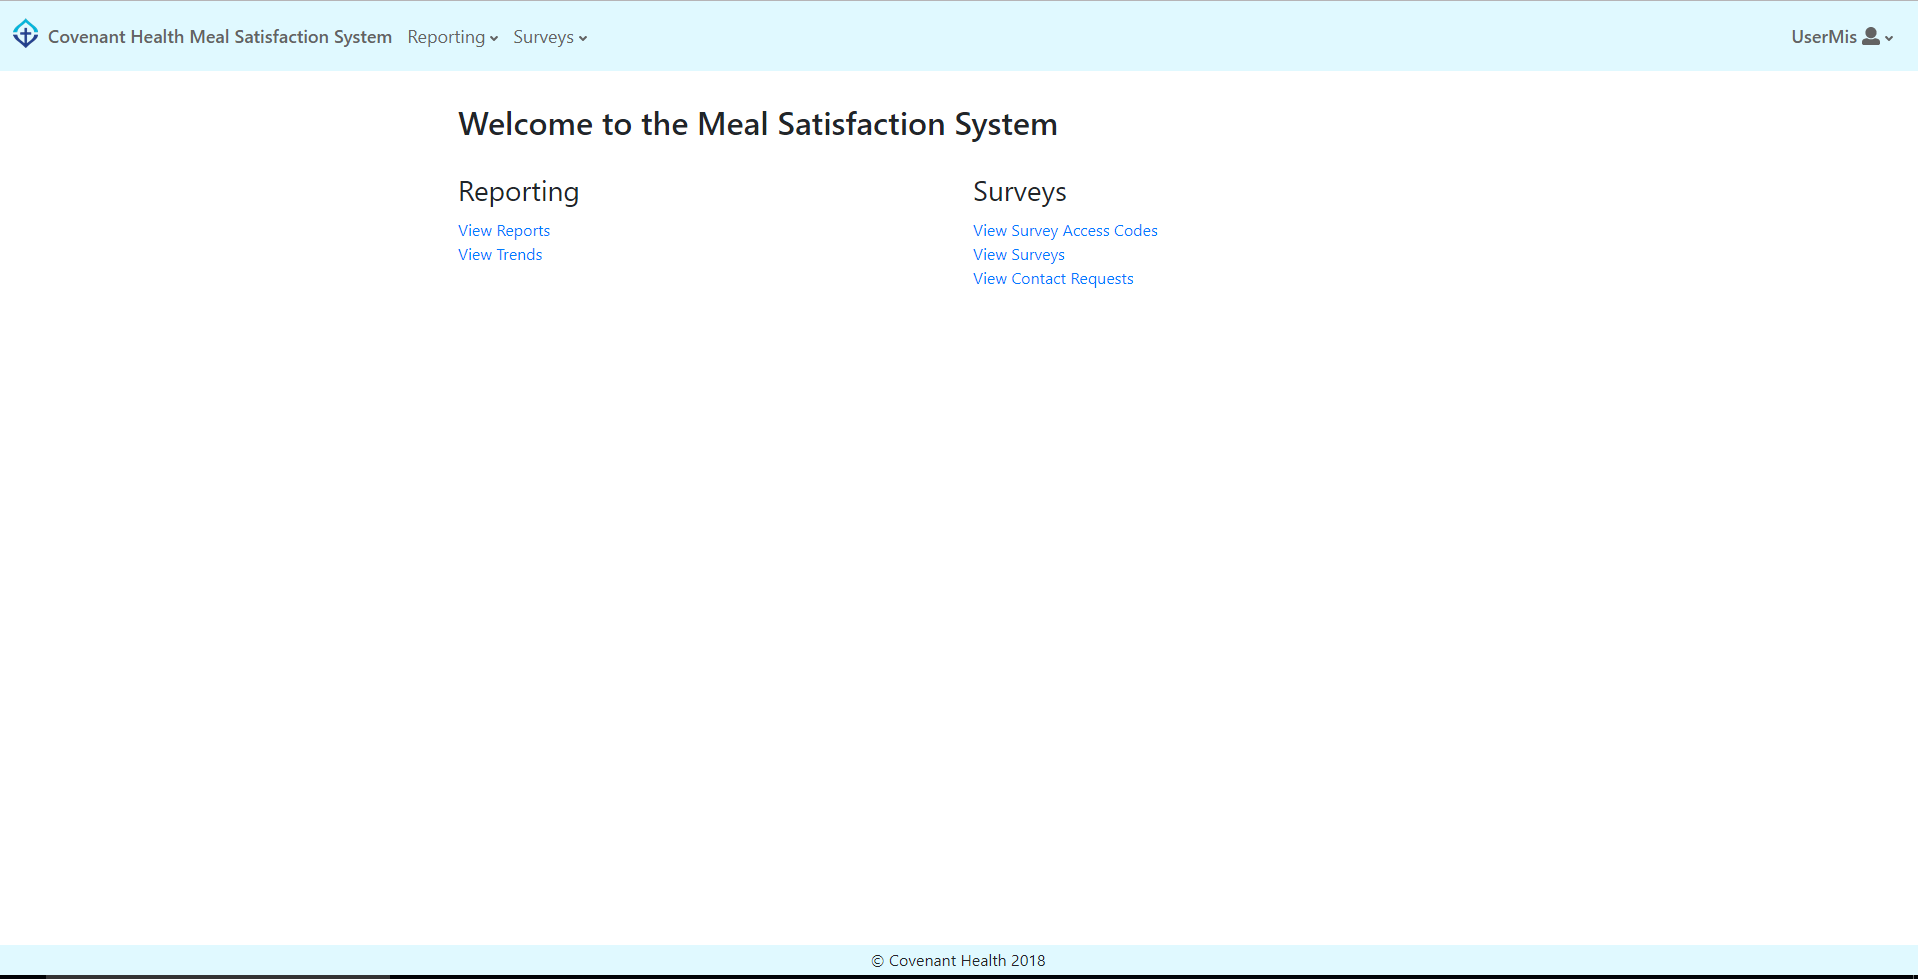 Covenant Health Meal Satisfaction System Reporting Surveys UserMis
Welcome to the Meal Satisfaction System
Reporting
View Reports
View Trends
Surveys
View Survey Access Codes
View Surveys
View Contact Requests
© Covenant Health 2018